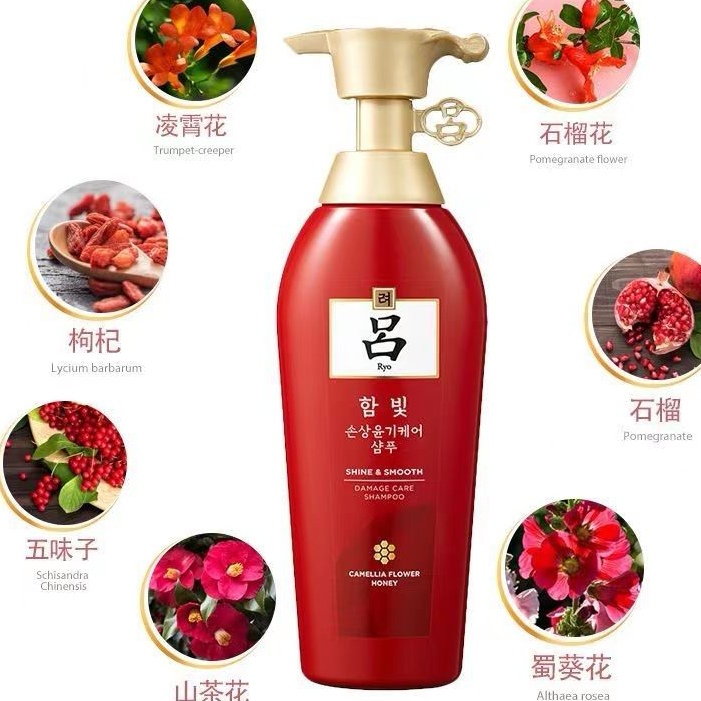 凌霄花
Trumpet-creeper
石榴花
Pomegranate flower
呂
枸杞
Lycium barbarum
려
呂
Ryo
함빛
손상윤기케어
샴푸
SHINE & SMOOTH
DAMAGE CARE
SHAMPOO
CAMELLIA FLOWER
HONEY
石榴
Pomegranate
五味子
Schisandra
Chinensis
山茶花
蜀葵花
Althaea rosea